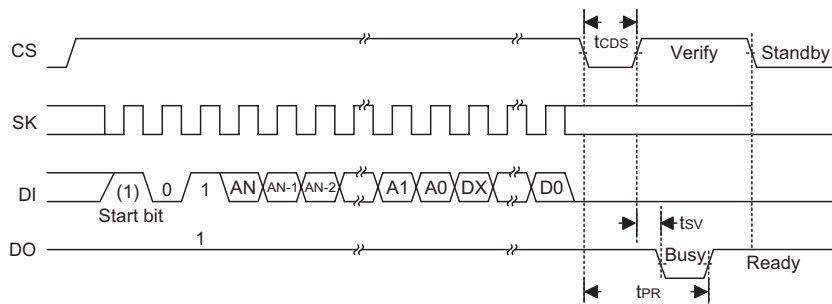 CS tCDS Verify Standby
SK
DI (1) 0 1 AN AN-1 AN-2 A1 A0 DX D0
Start bit
tSV
DO 1 Busy Ready
tPR